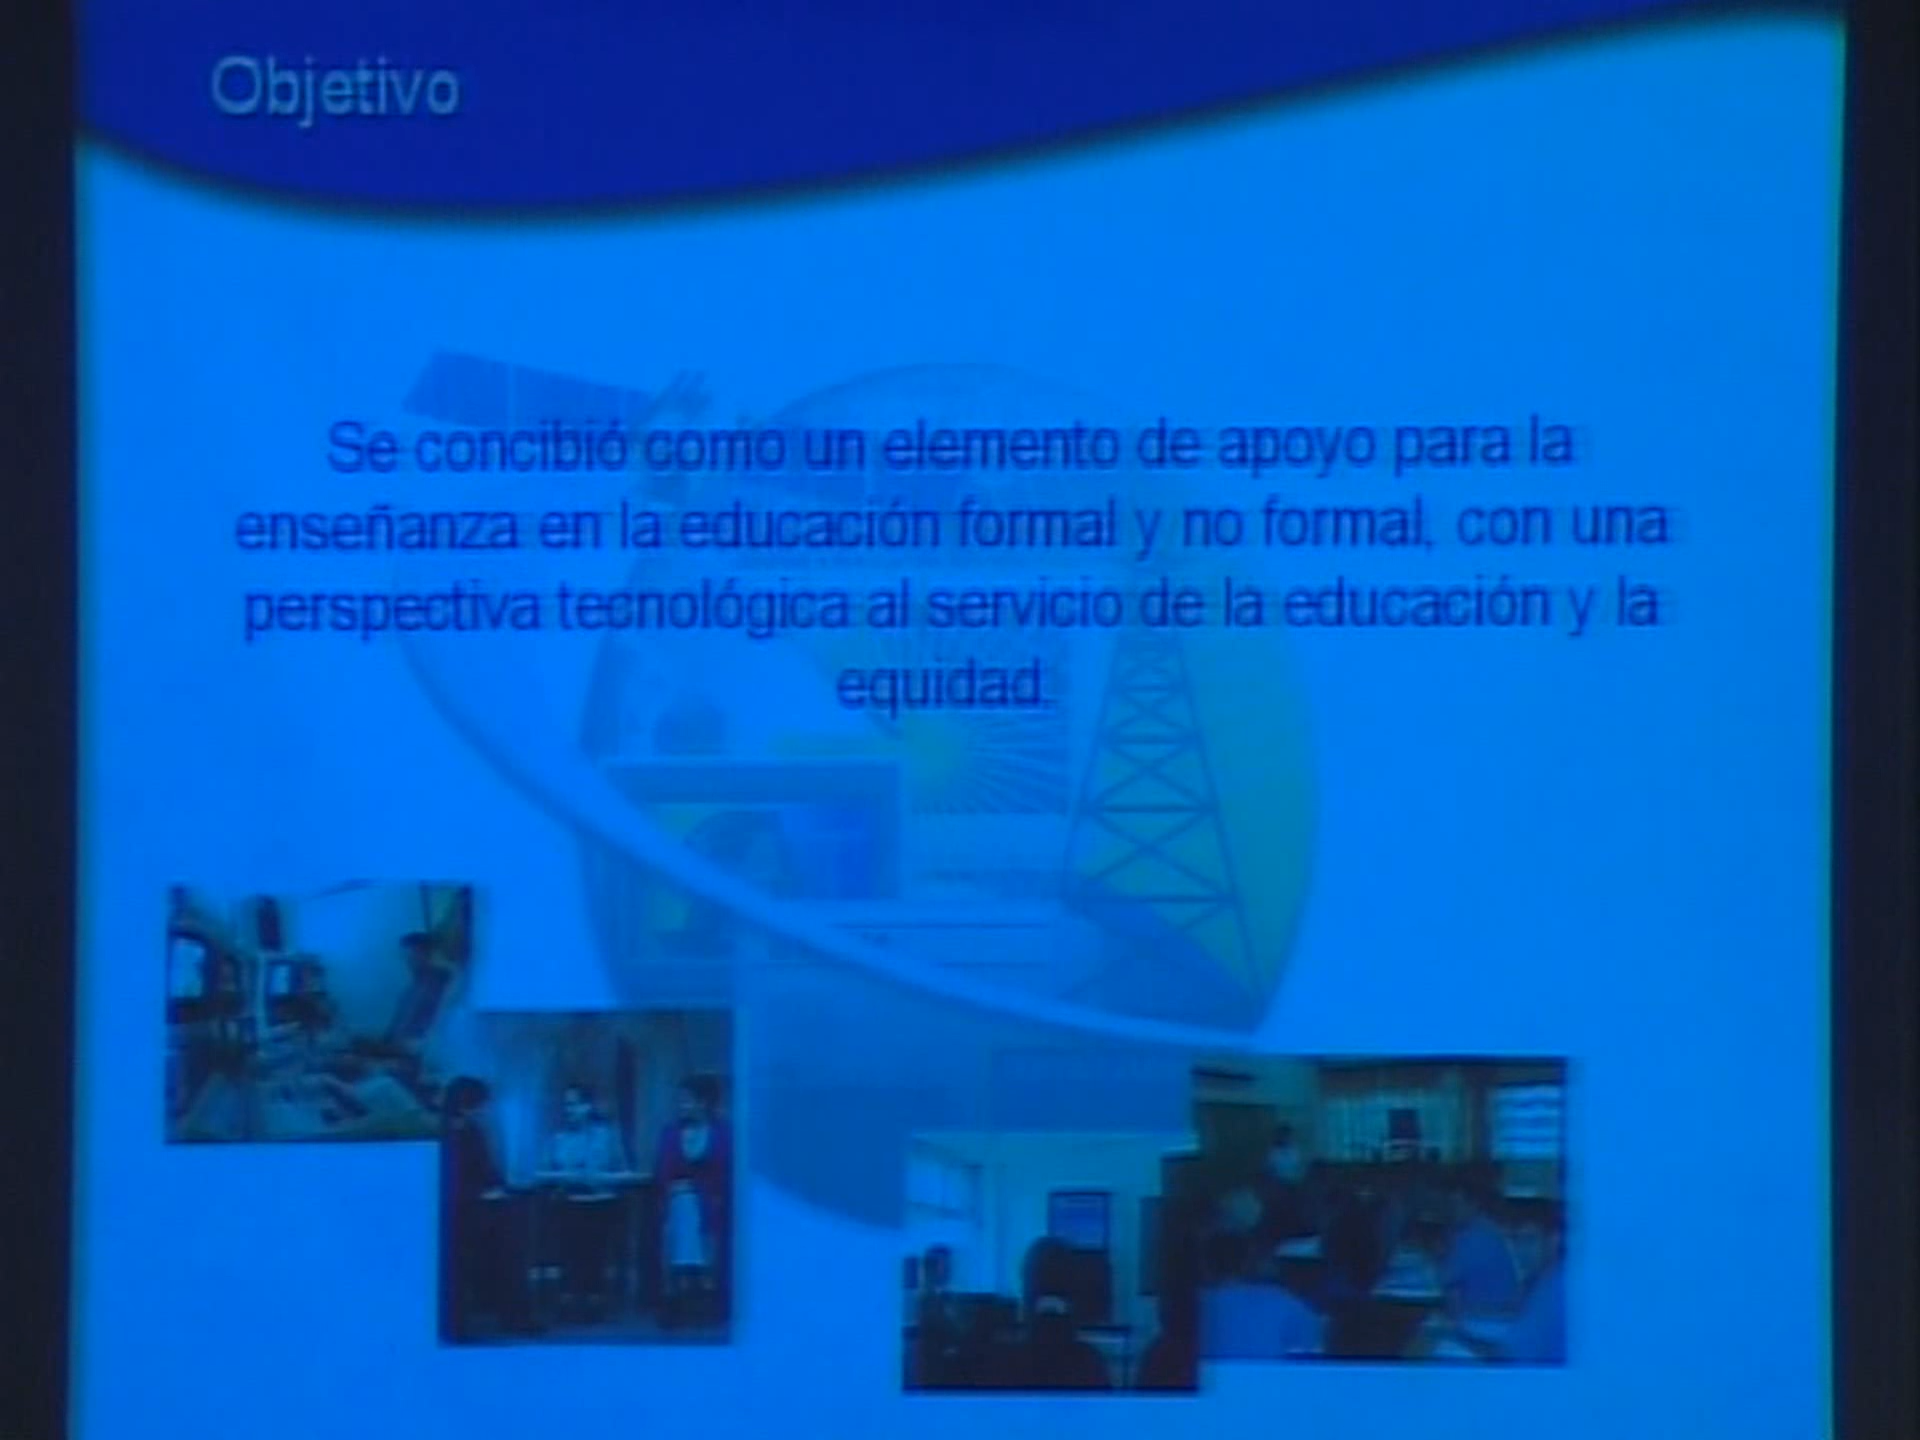 Objetivo
Se concibió como un elemento de apoyo para la
enseñanza en la educación formal y no formal, con una
perspectiva tecnológica al servicio de la educación y la
equidad.